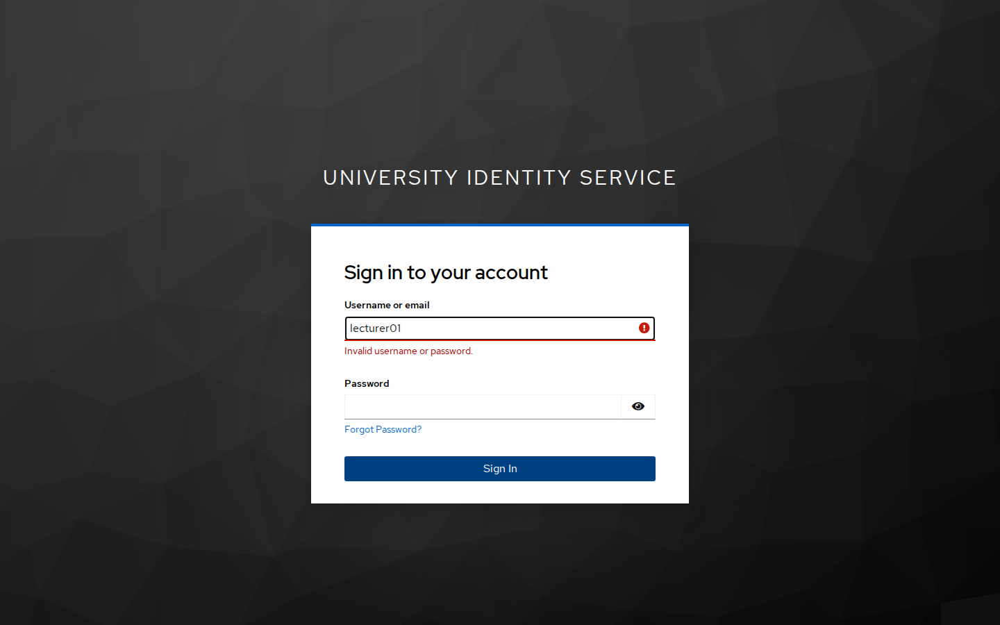 UNIVERSITY IDENTITY SERVICE
Sign in to your account
Username or email
lecturer01
Invalid username or password.
Password
Forgot Password?
Sign In